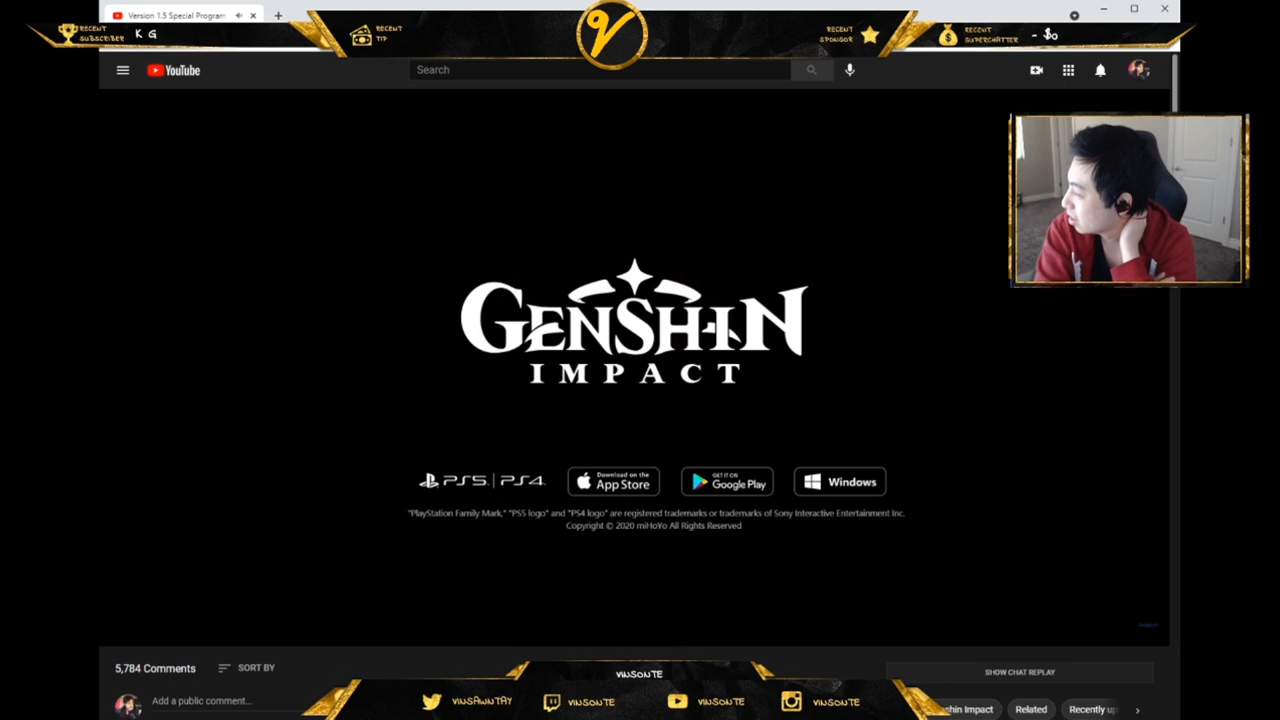 Version 1.5 Special Program
RECENT
SUBSCRIBER
K G
RECENT
TIP
RECENT
SPONSOR
RECENT
SUPERCHATTER
- $0
YouTube
Search
GENSHIN
IMPACT
PS5 | PS4
Download on the
App Store
GET IT ON
Google Play
Windows
"PlayStation Family Mark," "PS5 logo" and "PS4 logo" are registered trademarks or trademarks of Sony Interactive Entertainment Inc.
Copyright © 2020 miHoYo All Rights Reserved
5,784 Comments
SORT BY
SHOW CHAT REPLAY
VINSONTE
Add a public comment...
VINSAWNTAY
VINSONTE
VINSONTE
VINSONTE
shin Impact
Related
Recently up